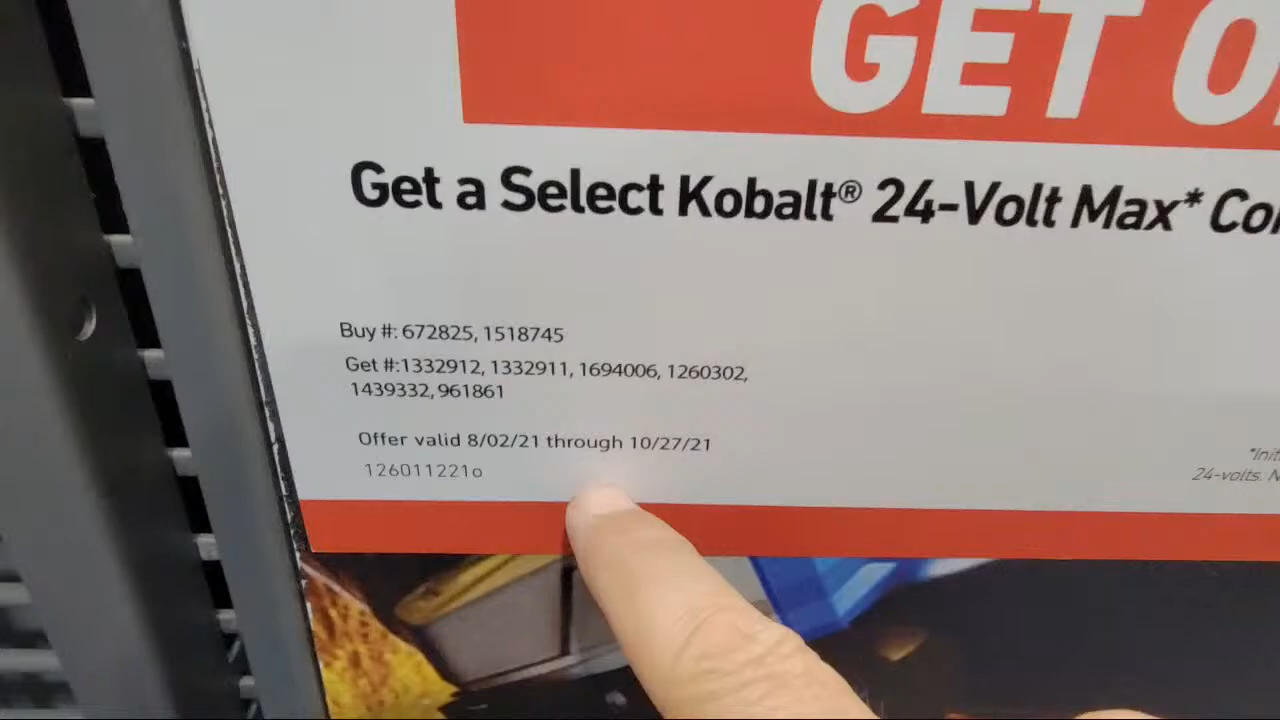 GET
Get a Select Kobalt® 24-Volt Max*
Buy #: 672825, 1518745
Get #:1332912, 1332911, 1694006, 1260302,
1439332, 961861
Offer valid 8/02/21 through 10/27/21
126011221o
24-volts.